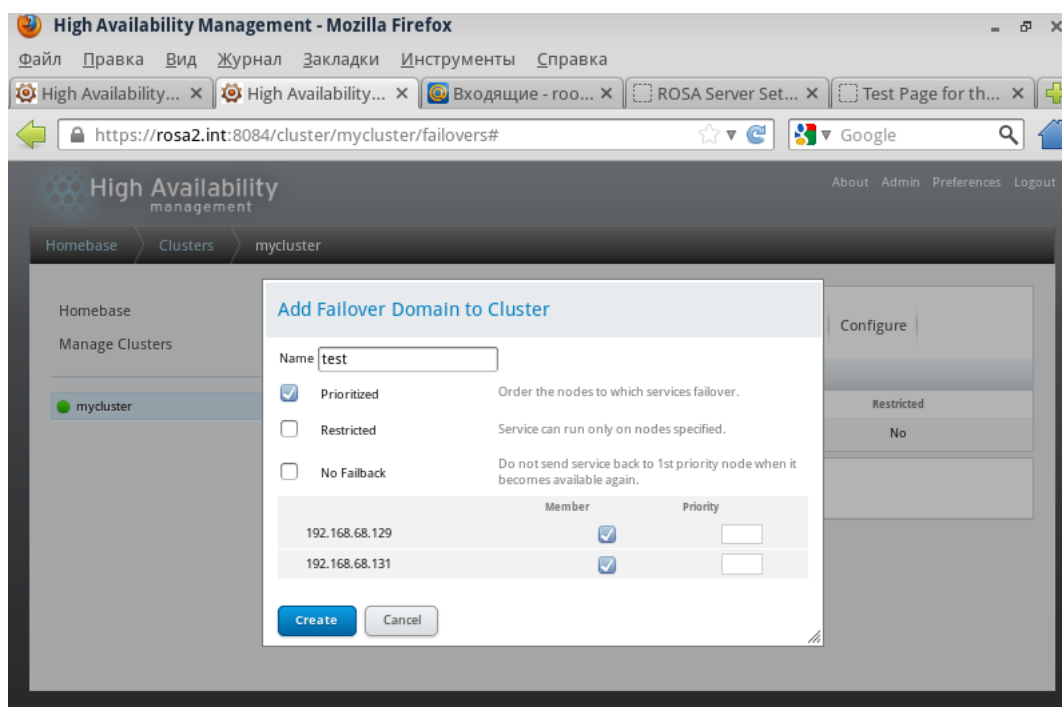 High Availability Management - Mozilla Firefox
Файл Правка Вид Журнал Закладки Инструменты Справка
High Availability... × High Availability... × Входящие - roo... × ROSA Server Set... × Test Page for th... ×
https://rosa2.int:8084/cluster/mycluster/failovers# Google
High Availability management
About Admin Preferences Logout
Homebase Clusters mycluster
Homebase
Manage Clusters
mycluster
Configure
Restricted
No
Add Failover Domain to Cluster
Name test
Prioritized Order the nodes to which services failover.
Restricted Service can run only on nodes specified.
No Failback Do not send service back to 1st priority node when it
becomes available again.
Member Priority
192.168.68.129
192.168.68.131
Create Cancel